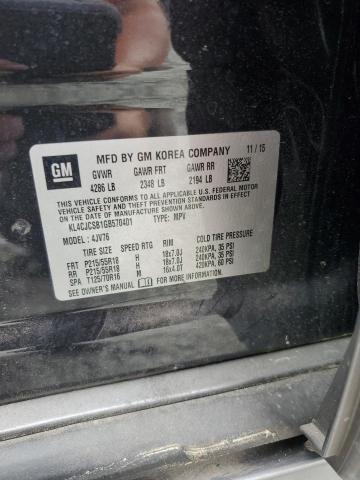 GM
MFD BY GM KOREA COMPANY 11 / 15
GVWR GAWR FRT GAWR RR
4286 LB 2348 LB 2194 LB
THIS VEHICLE CONFORMS TO ALL APPLICABLE U.S. FEDERAL MOTOR
VEHICLE SAFETY, BUMPER, AND THEFT PREVENTION STANDARDS
IN EFFECT ON THE DATE OF MANUFACTURE SHOWN ABOVE.
KL4CJCSB1GB570401 TYPE: MPV
MODEL: 4JV76
TIRE SIZE SPEED RTG RIM COLD TIRE PRESSURE
FRT P215/55R18 H 18x7.0J 240KPA, 35 PSI
RR P215/55R18 H 18x7.0J 240KPA, 35 PSI
SPA T125/70R16 M 16x4.0T 420KPA, 60 PSI
SEE OWNER'S MANUAL FOR MORE INFORMATION